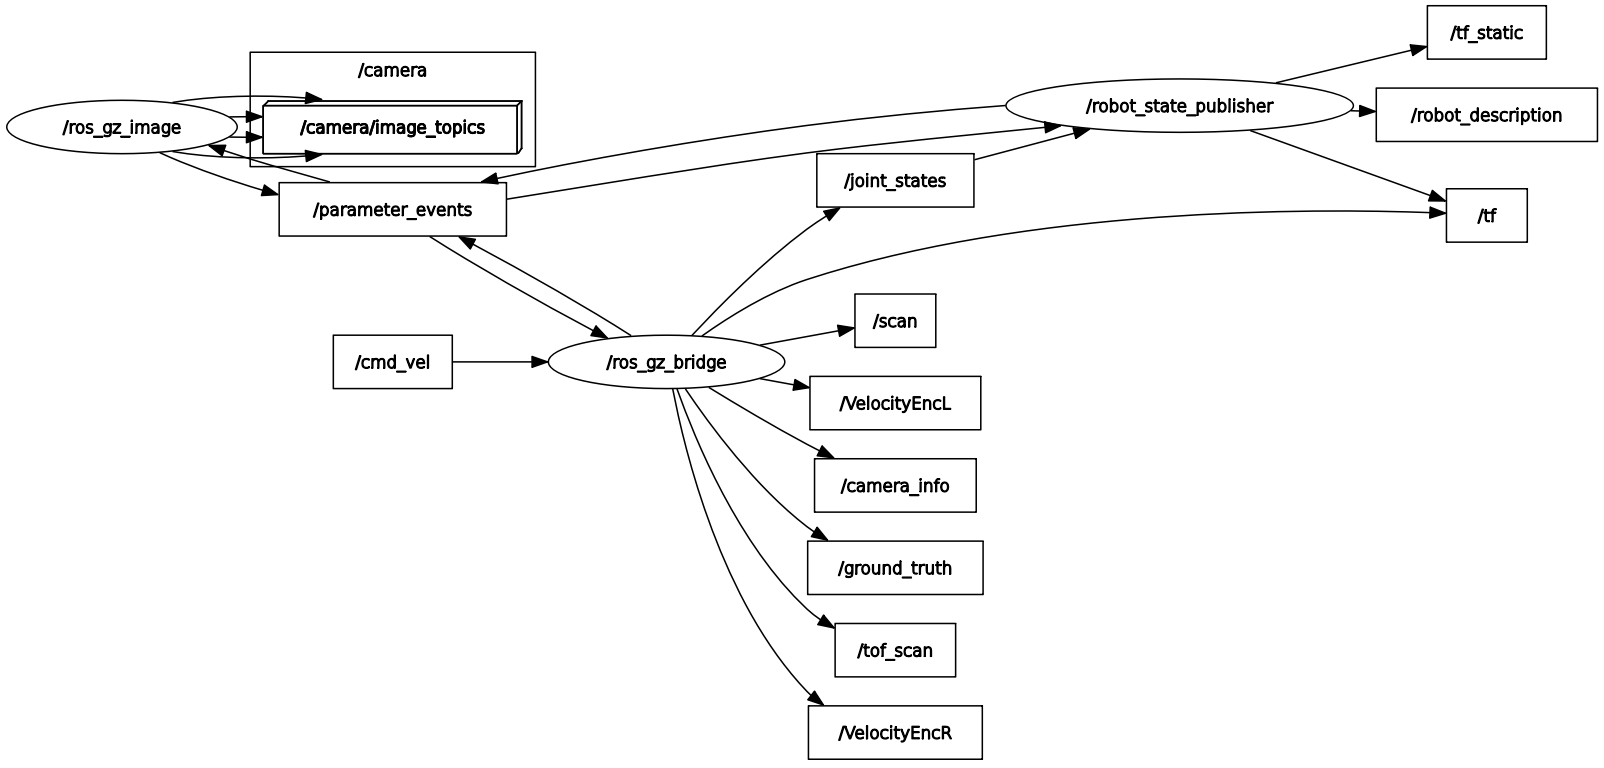 /tf_static
/camera
/robot_state_publisher
/robot_description
/ros_gz_image
/camera/image_topics
/joint_states
/parameter_events
/tf
/scan
/cmd_vel
/ros_gz_bridge
/VelocityEncL
/camera_info
/ground_truth
/tof_scan
/VelocityEncR